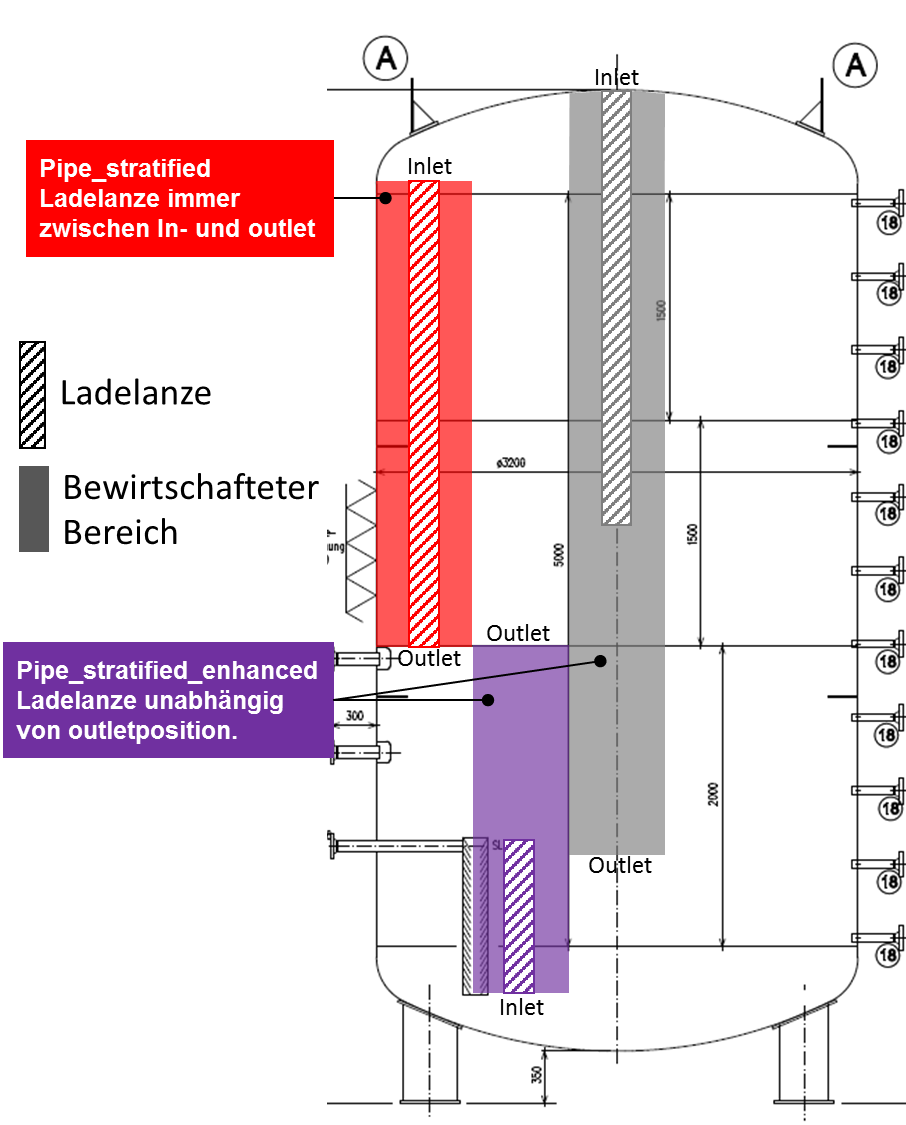 A
A
Inlet
Inlet
Pipe_stratified
Ladelanze immer
zwischen In- und outlet
18
18
18
18
18
18
18
18
18
18
18
1500
Ladelanze
ø3200
Bewirtschafteter
Bereich
ung
5000
1500
Outlet
Outlet
Pipe_stratified_enhanced
Ladelanze unabhängig
von outletposition.
300
2000
SL
Outlet
Inlet
350